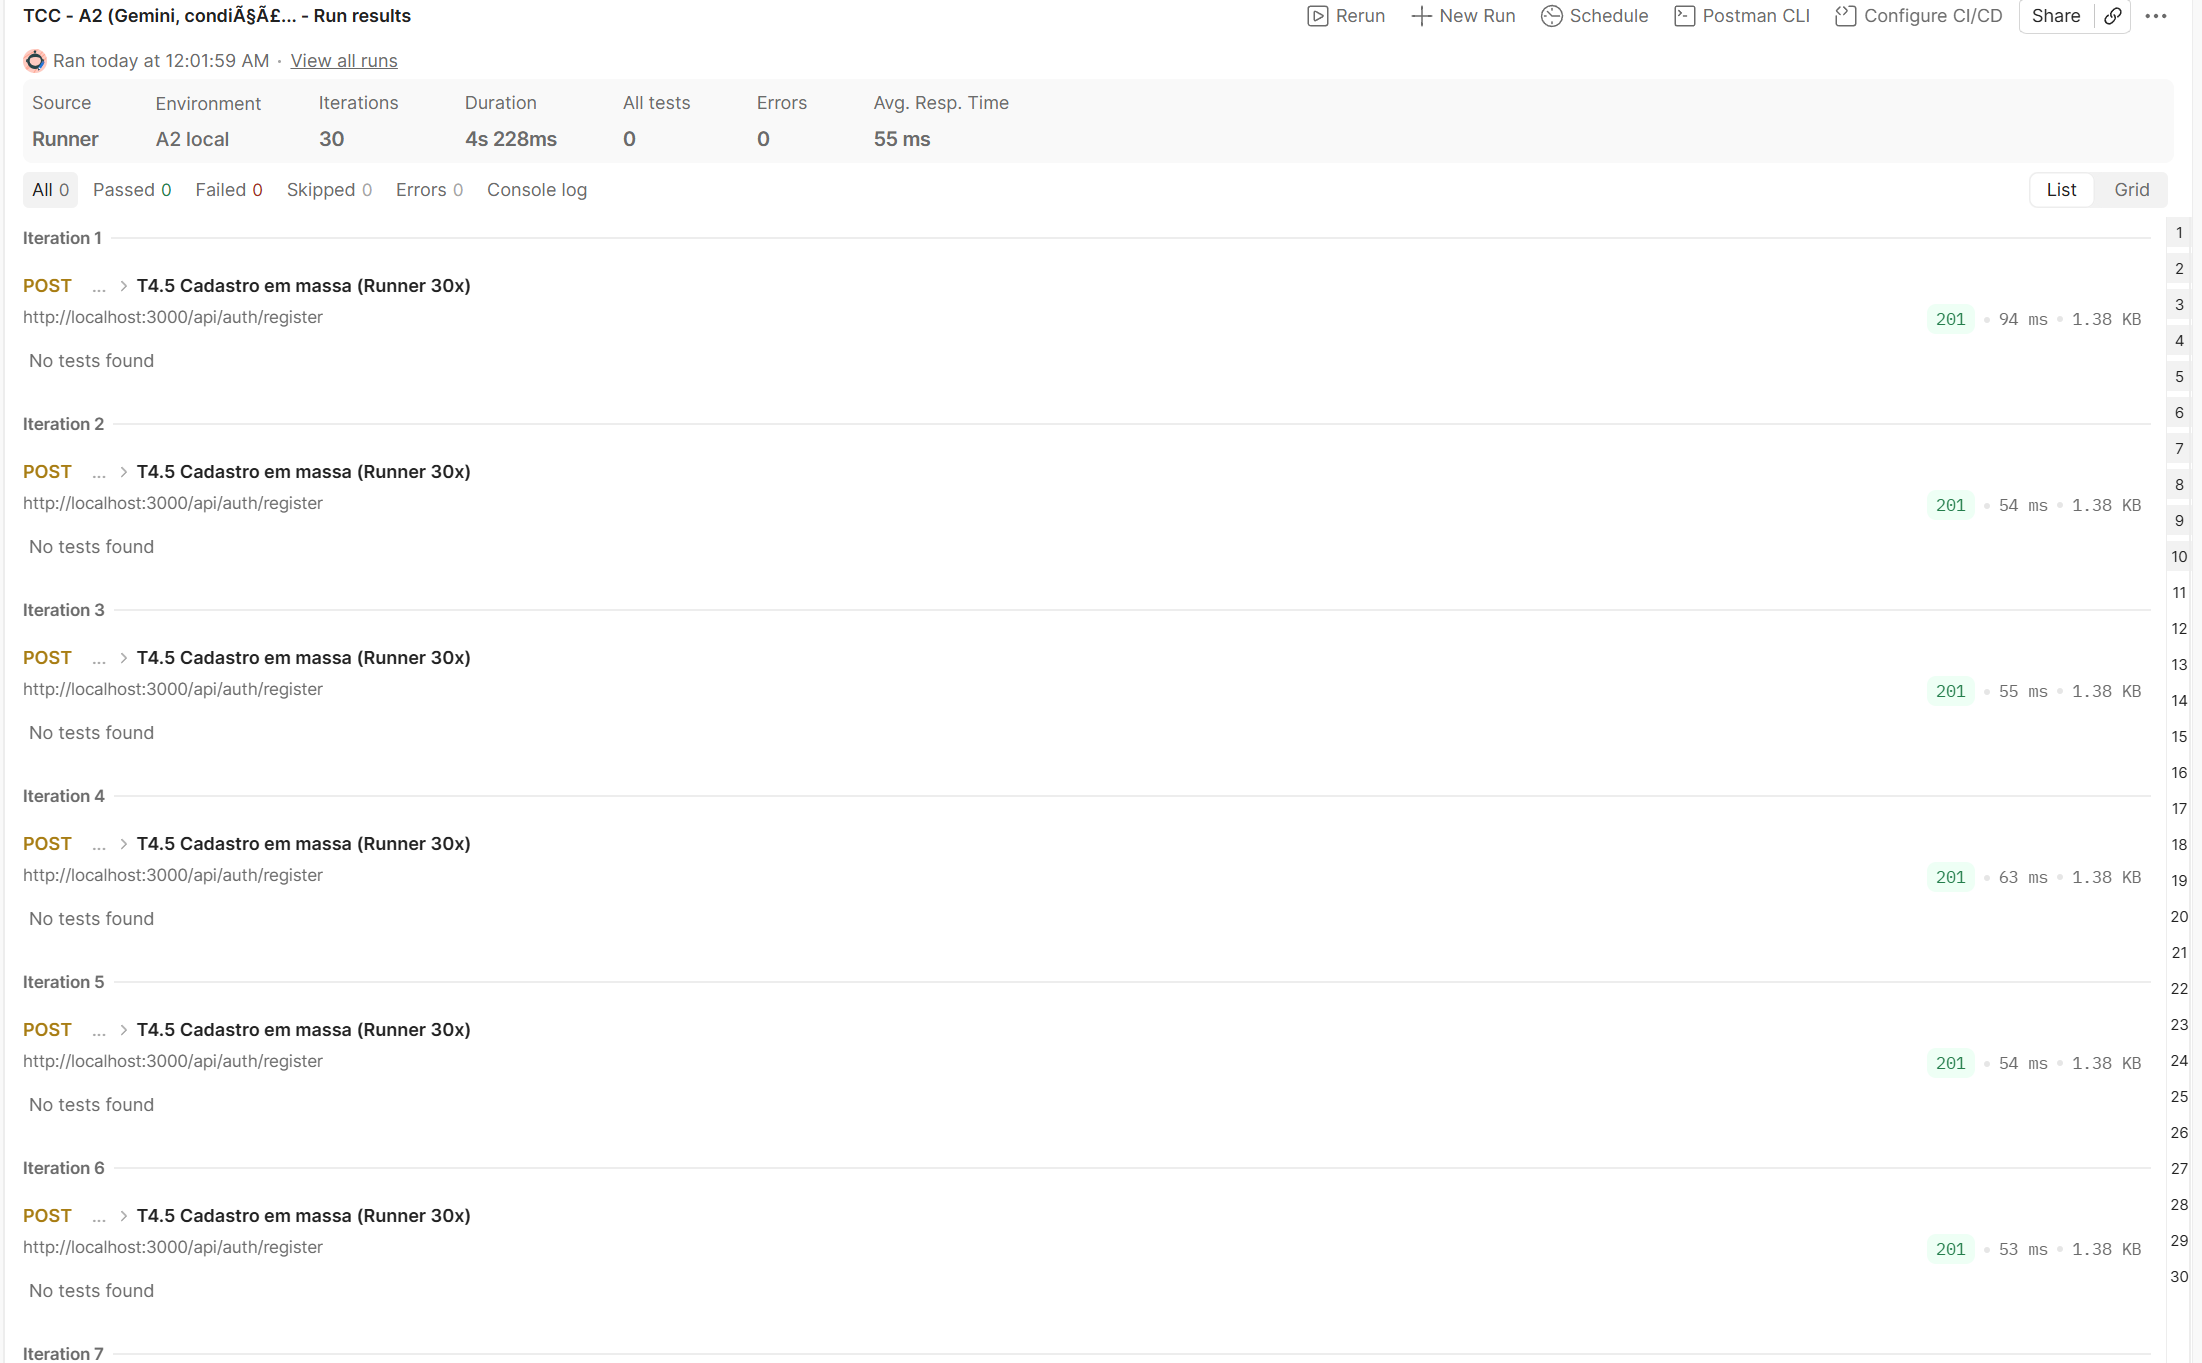 TCC - A2 (Gemini, condiÃ§Ã£... - Run results
Rerun New Run Schedule Postman CLI Configure CI/CD Share
Ran today at 12:01:59 AM · View all runs
Source Environment Iterations Duration All tests Errors Avg. Resp. Time
Runner A2 local 30 4s 228ms 0 0 55 ms
All 0 Passed 0 Failed 0 Skipped 0 Errors 0 Console log List Grid
Iteration 1
POST ... > T4.5 Cadastro em massa (Runner 30x)
http://localhost:3000/api/auth/register
201 • 94 ms • 1.38 KB
No tests found
Iteration 2
POST ... > T4.5 Cadastro em massa (Runner 30x)
http://localhost:3000/api/auth/register
201 • 54 ms • 1.38 KB
No tests found
Iteration 3
POST ... > T4.5 Cadastro em massa (Runner 30x)
http://localhost:3000/api/auth/register
201 • 55 ms • 1.38 KB
No tests found
Iteration 4
POST ... > T4.5 Cadastro em massa (Runner 30x)
http://localhost:3000/api/auth/register
201 • 63 ms • 1.38 KB
No tests found
Iteration 5
POST ... > T4.5 Cadastro em massa (Runner 30x)
http://localhost:3000/api/auth/register
201 • 54 ms • 1.38 KB
No tests found
Iteration 6
POST ... > T4.5 Cadastro em massa (Runner 30x)
http://localhost:3000/api/auth/register
201 • 53 ms • 1.38 KB
No tests found
Iteration 7
1
2
3
4
5
6
7
8
9
10
11
12
13
14
15
16
17
18
19
20
21
22
23
24
25
26
27
28
29
30